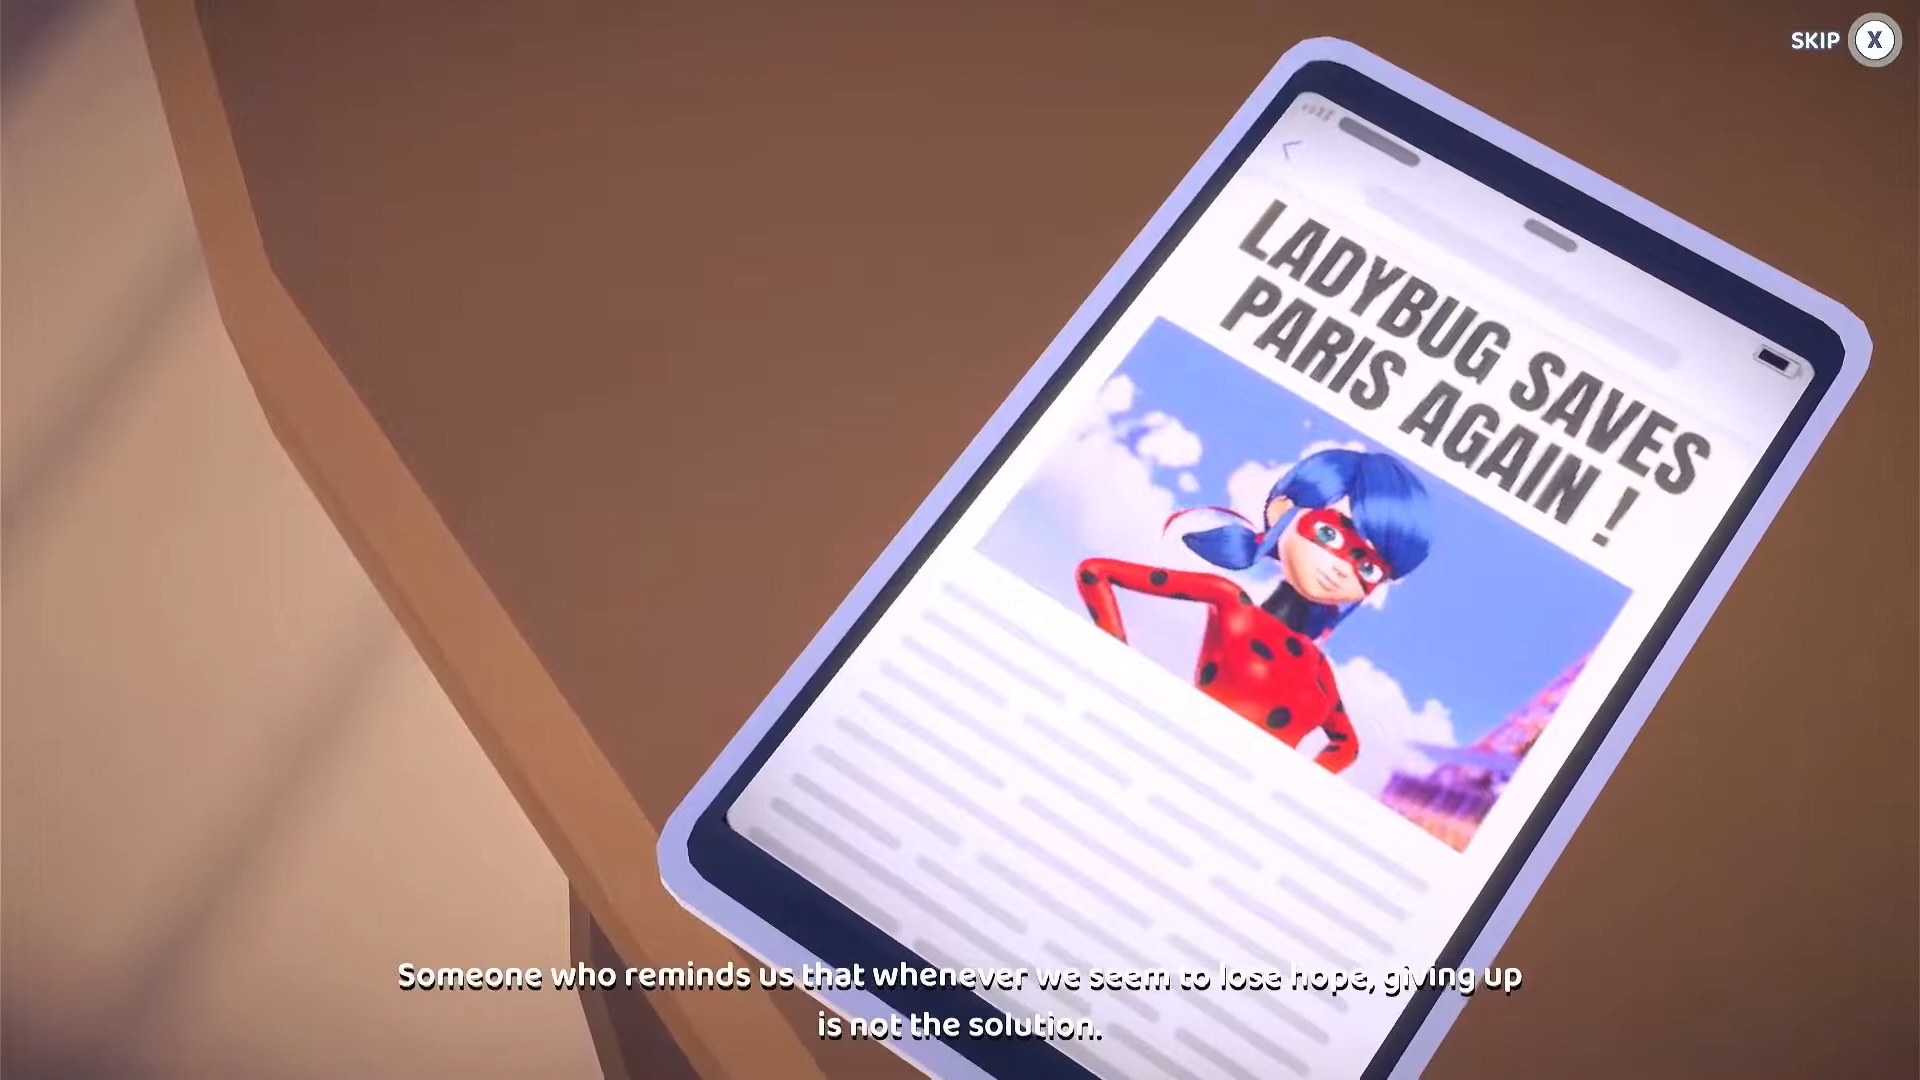 SKIP X
LADYBUG SAVES
PARIS AGAIN !
Someone who reminds us that whenever we seem to lose hope, giving up
is not the solution.